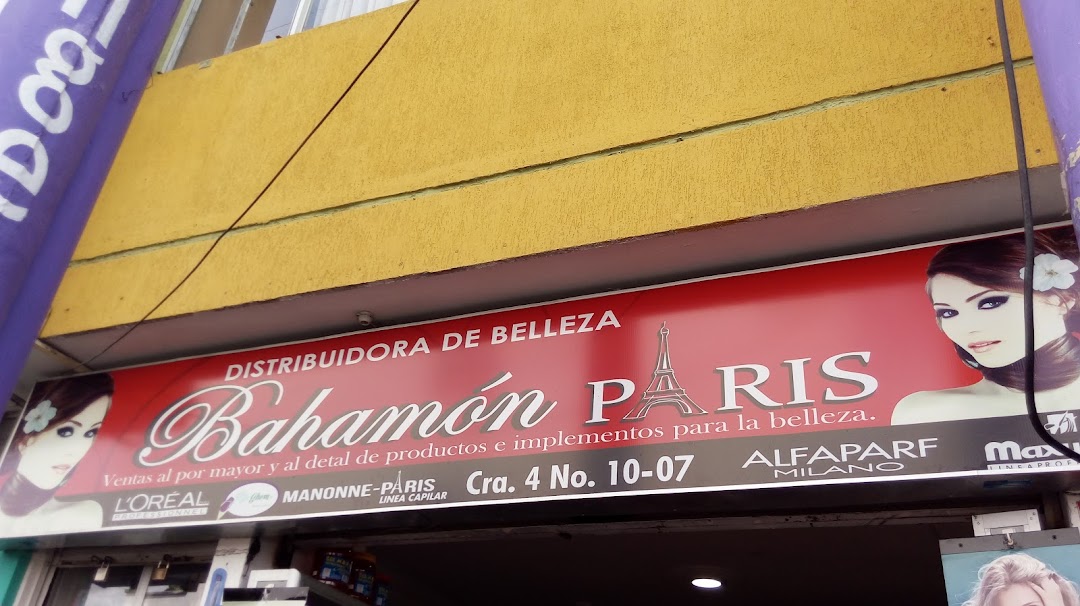 DISTRIBUIDORA DE BELLEZA
Bahamón PARIS
Ventas al por mayor y al detal de productos e implementos para la belleza.
L'ORÉAL
PROFESSIONNEL
MANONNE-PARIS
LINEA CAPILAR
Cra. 4 No. 10-07
ALFAPARF
MILANO